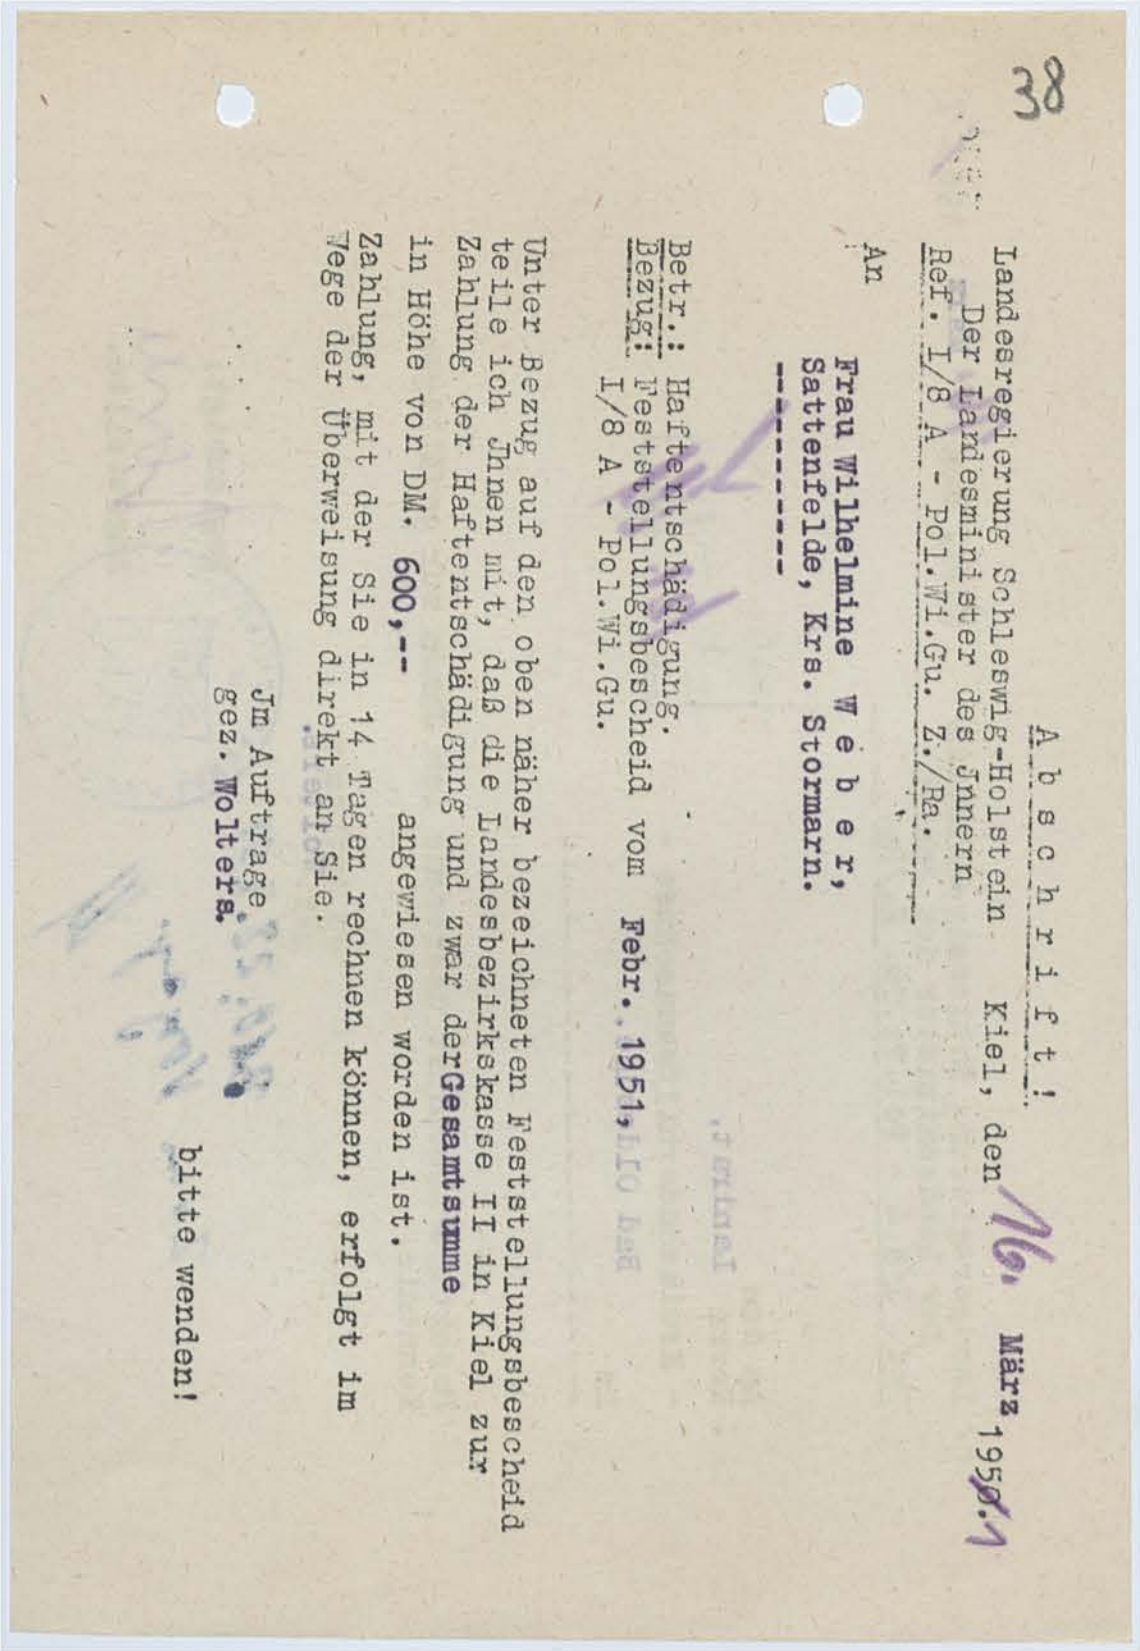 38
A b s c h r i f t !
Landesregierung Schleswig-Holstein Kiel, den 16. März 1950.1
Der Landesminister des Jnnern
Ref. I/8 A - Pol.Wi.Gu. Z./Ra.
An
Frau Wilhelmine W e b e r,
Sattenfelde, Krs. Stormarn.
-----------
Betr.: Haftentschädigung.
Bezug: Feststellungsbescheid vom Febr. 1951,
I/8 A - Pol.Wi.Gu.
Unter Bezug auf den oben näher bezeichneten Feststellungsbescheid
teile ich Jhnen mit, daß die Landesbezirkskasse II in Kiel zur
Zahlung der Haftentschädigung und zwar derGesamtsumme
in Höhe von DM. 600,-- angewiesen worden ist.
Zahlung, mit der Sie in 14 Tagen rechnen können, erfolgt im
Wege der Überweisung direkt an Sie.
Jm Auftrage
gez. Wolters.
bitte wenden!